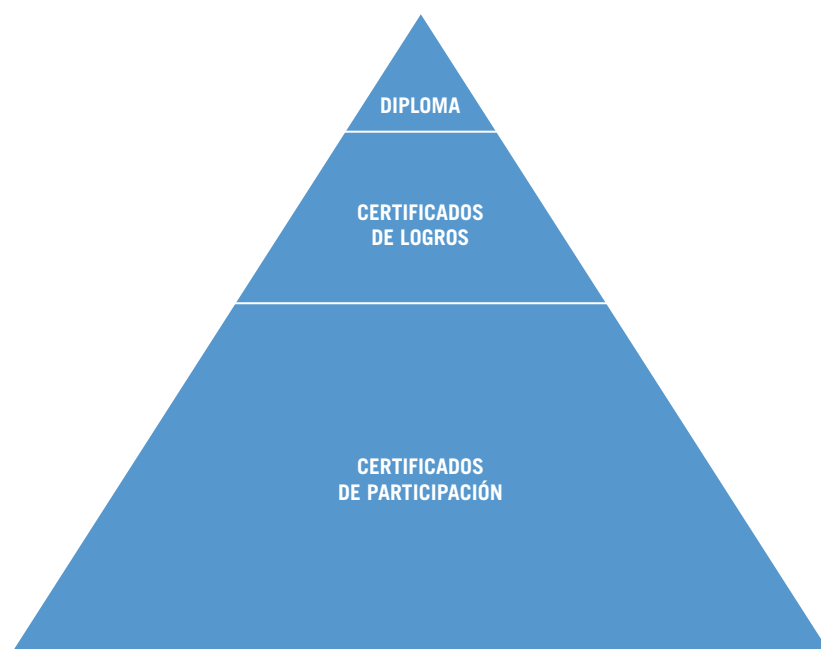 DIPLOMA
CERTIFICADOS
DE LOGROS
CERTIFICADOS
DE PARTICIPACIÓN